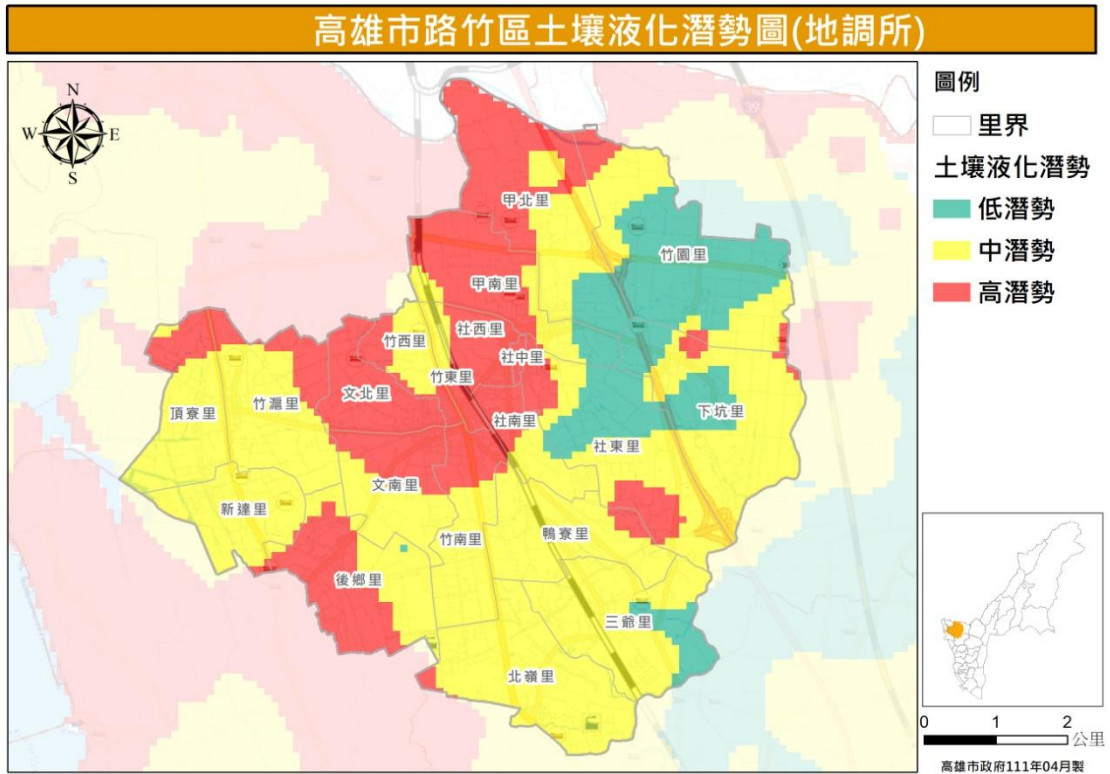 高雄市路竹區土壤液化潛勢圖(地調所)
N
W
E
S
圖例
里界
土壤液化潛勢
低潛勢
中潛勢
高潛勢
甲北里
竹園里
甲南里
社西里
竹西里
社中里
竹東里
文北里
竹滬里
頂寮里
下坑里
社南里
社東里
文南里
新達里
竹南里
鴨寮里
後鄉里
三爺里
北嶺里
0 1 2
公里
高雄市政府111年04月製